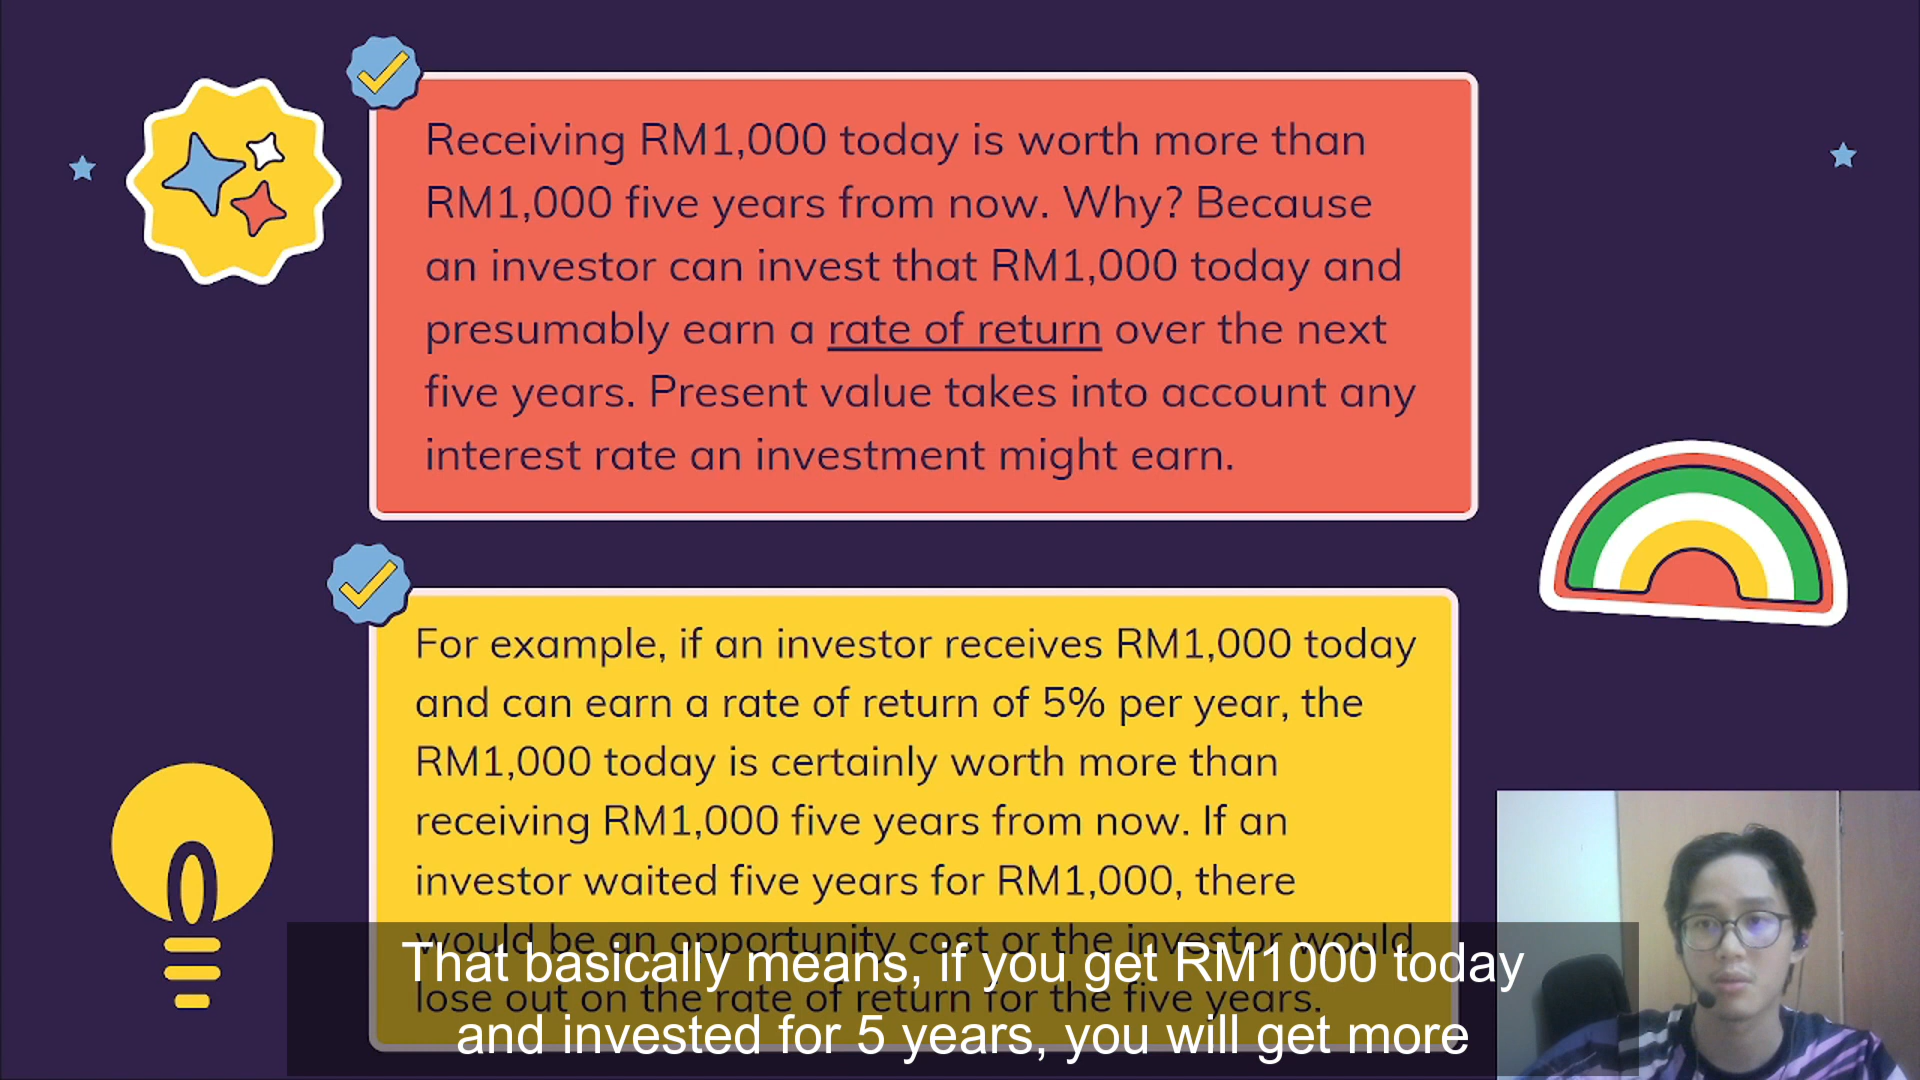 Receiving RM1,000 today is worth more than
RM1,000 five years from now. Why? Because
an investor can invest that RM1,000 today and
presumably earn a rate of return over the next
five years. Present value takes into account any
interest rate an investment might earn.
For example, if an investor receives RM1,000 today
and can earn a rate of return of 5% per year, the
RM1,000 today is certainly worth more than
receiving RM1,000 five years from now. If an
investor waited five years for RM1,000, there
would be an opportunity cost or the investor would
lose out on the rate of return for the five years.
That basically means, if you get RM1000 today
and invested for 5 years, you will get more